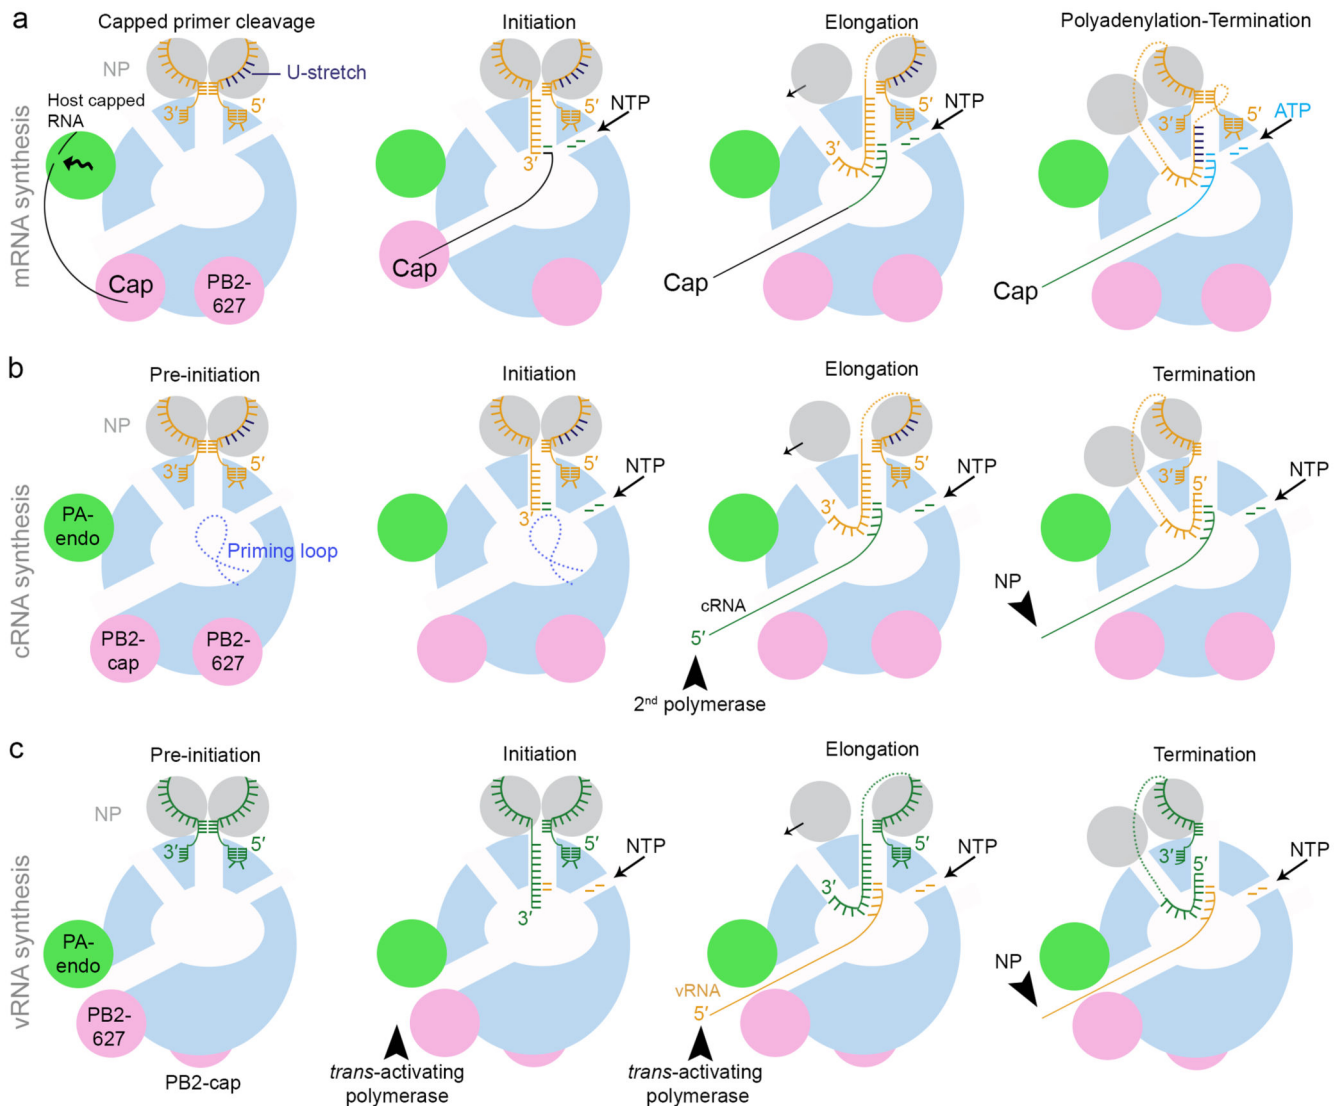 a
mRNA synthesis
Capped primer cleavage
NP
U-stretch
Host capped
RNA
3′
5′
Cap
PB2-
627
Initiation
NTP
3′
Cap
Elongation
5′
NTP
3′
Cap
Polyadenylation-Termination
3′
5′
ATP
Cap
b
cRNA synthesis
Pre-initiation
NP
3′
5′
PA-
endo
Priming loop
PB2-
cap
PB2-
627
Initiation
5′
NTP
3′
Elongation
5′
NTP
3′
cRNA
5′
2nd polymerase
Termination
3′
5′
NTP
NP
c
vRNA synthesis
Pre-initiation
NP
3′
5′
PA-
endo
PB2-
627
PB2-cap
Initiation
5′
NTP
3′
trans-activating
polymerase
Elongation
5′
NTP
3′
vRNA
5′
trans-activating
polymerase
Termination
3′
5′
NTP
NP